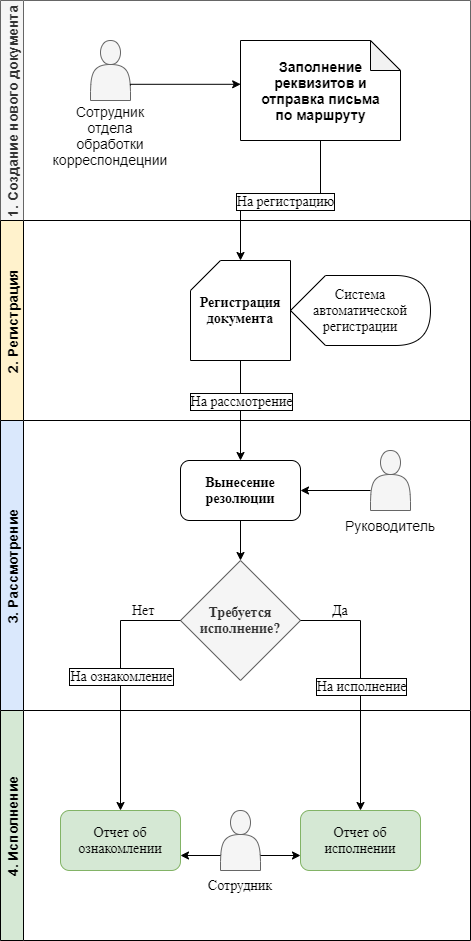 1. Создание нового документа
Заполнение
реквизитов и
отправка письма
по маршруту
Сотрудник
отдела
обработки
корреспондецнии
На регистрацию
2. Регистрация
Регистрация
документа
Система
автоматической
регистрации
На рассмотрение
3. Рассмотрение
Вынесение
резолюции
Руководитель
Требуется
исполнение?
Нет
Да
На ознакомление
На исполнение
4. Исполнение
Отчет об
ознакомлении
Отчет об
исполнении
Сотрудник